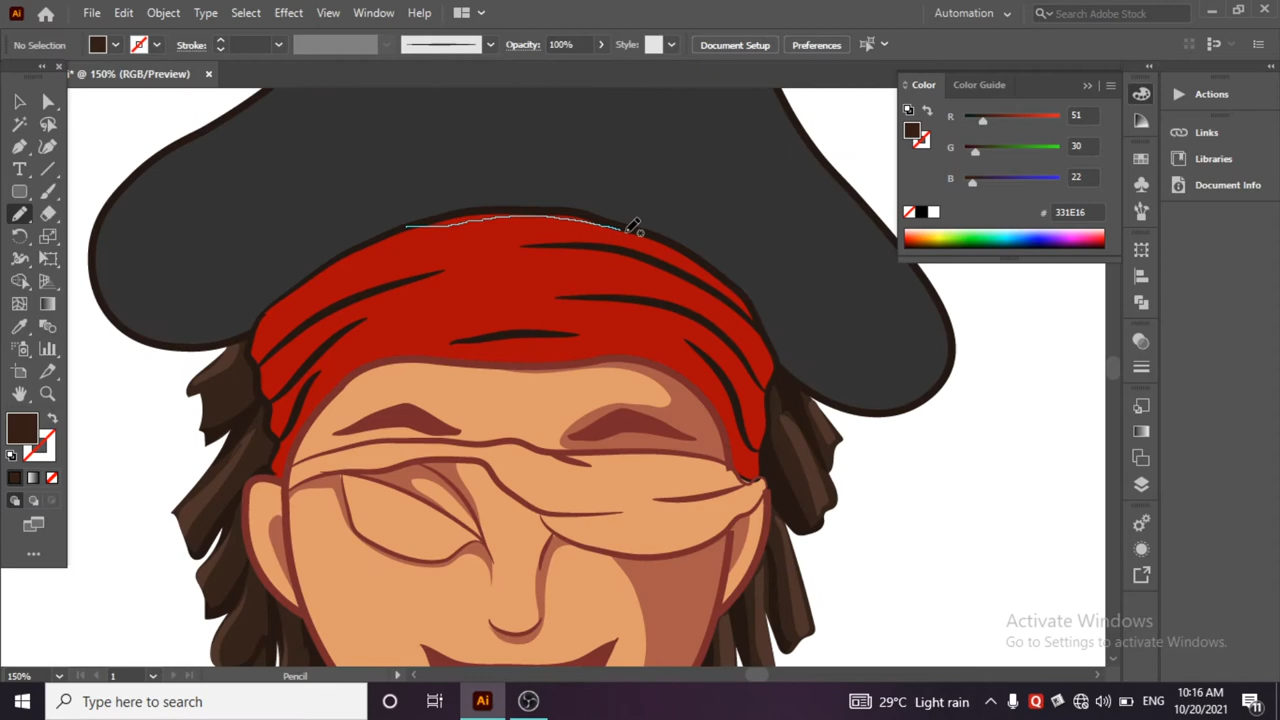 Ai File Edit Object Type Select Effect View Window Help Automation Search Adobe Stock
No Selection Stroke: Opacity: 100% Style: Document Setup Preferences
i* @ 150% (RGB/Preview) ×
Color Color Guide
R 51
G 30
B 22
# 331E16
Actions
Links
Libraries
Document Info
Activate Windows
Go to Settings to activate Windows.
150% 1 Pencil
Type here to search
Ai
29°C Light rain
ENG
10:16 AM
10/20/2021
11